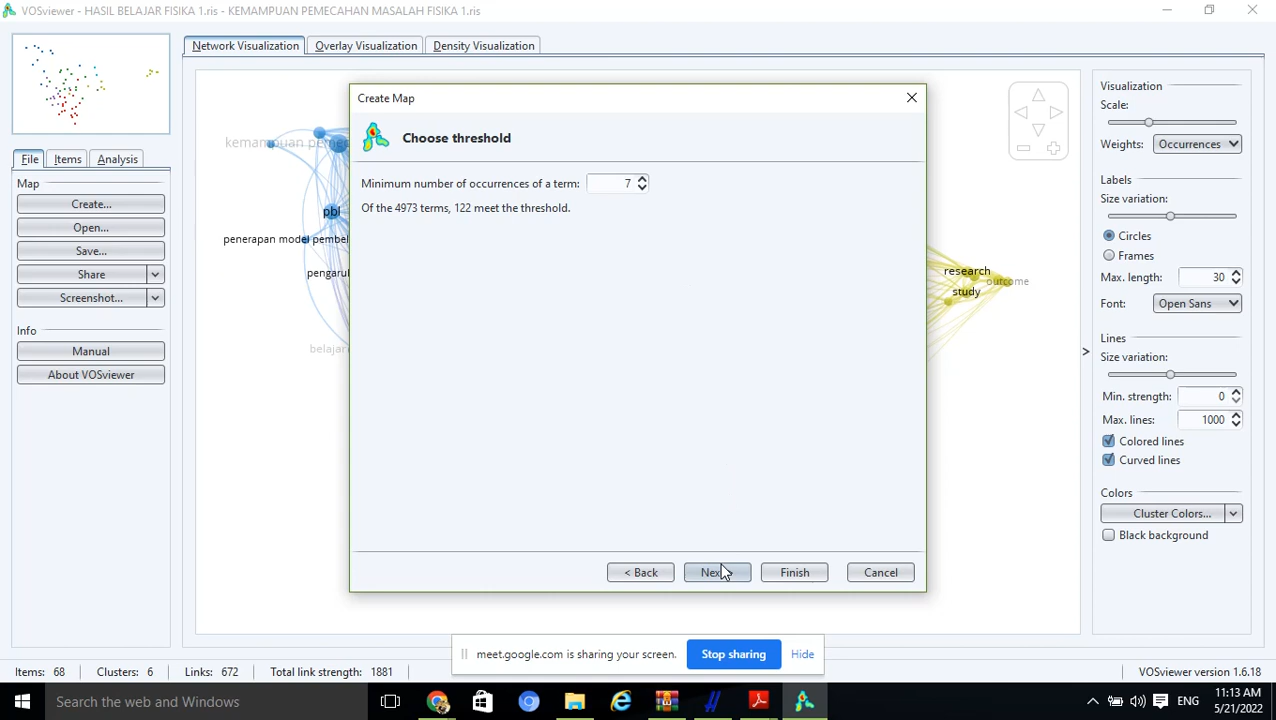 VOSviewer - HASIL BELAJAR FISIKA 1.ris - KEMAMPUAN PEMECAHAN MASALAH FISIKA 1.ris
Network Visualization Overlay Visualization Density Visualization
File Items Analysis
Map
Create...
Open...
Save...
Share
Screenshot...
Info
Manual
About VOSviewer
pbl
penerapan model pembel
belajar
research
outcome
study
Create Map
Choose threshold
Minimum number of occurrences of a term: 7
Of the 4973 terms, 122 meet the threshold.
< Back Finish Cancel
Visualization
Scale:
Weights: Occurrences
Labels
Size variation:
Circles
Frames
Max. length: 30
Font: Open Sans
Lines
Size variation:
Min. strength: 0
Max. lines: 1000
Colored lines
Curved lines
Colors
Cluster Colors...
Black background
>
meet.google.com is sharing your screen. Stop sharing Hide
Items: 68 Clusters: 6 Links: 672 Total link strength: 1881 VOSviewer version 1.6.18
Search the web and Windows
ENG
11:13 AM
5/21/2022